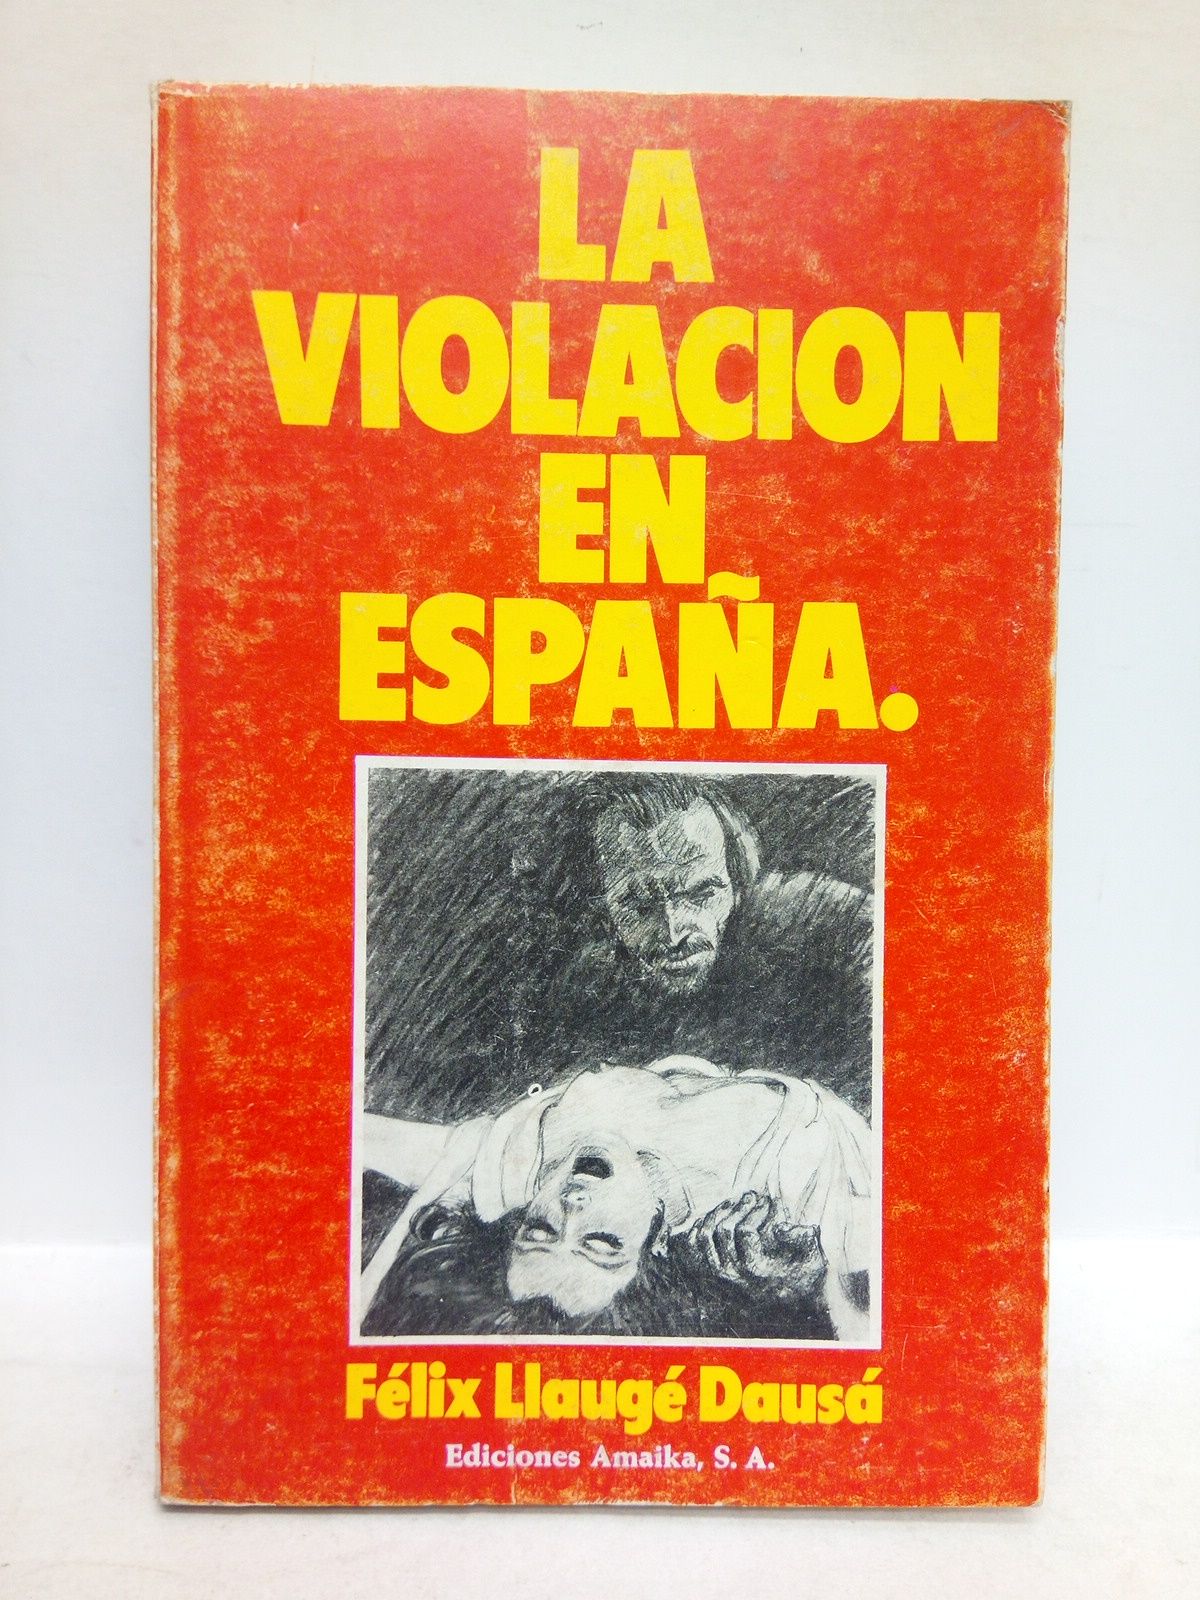 LA
VIOLACION
EN
ESPAÑA.
Félix Llaugé Dausá
Ediciones Amaika, S. A.